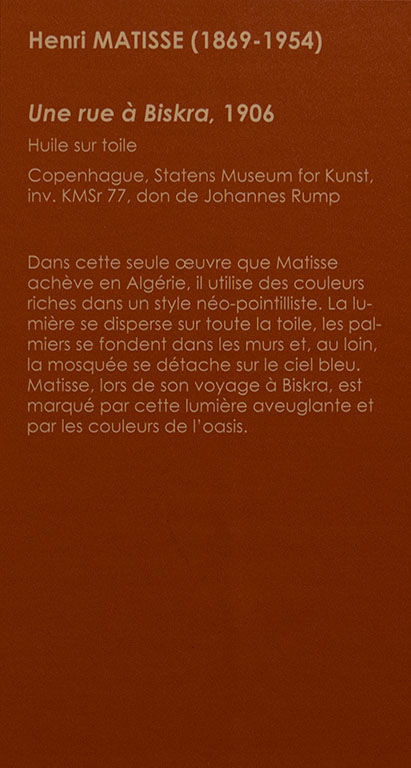 Henri MATISSE (1869-1954)
Une rue à Biskra, 1906
Huile sur toile
Copenhague, Statens Museum for Kunst,
inv. KMSr 77, don de Johannes Rump
Dans cette seule œuvre que Matisse
achève en Algérie, il utilise des couleurs
riches dans un style néo-pointilliste. La lu-
mière se disperse sur toute la toile, les pal-
miers se fondent dans les murs et, au loin,
la mosquée se détache sur le ciel bleu.
Matisse, lors de son voyage à Biskra, est
marqué par cette lumière aveuglante et
par les couleurs de l'oasis.